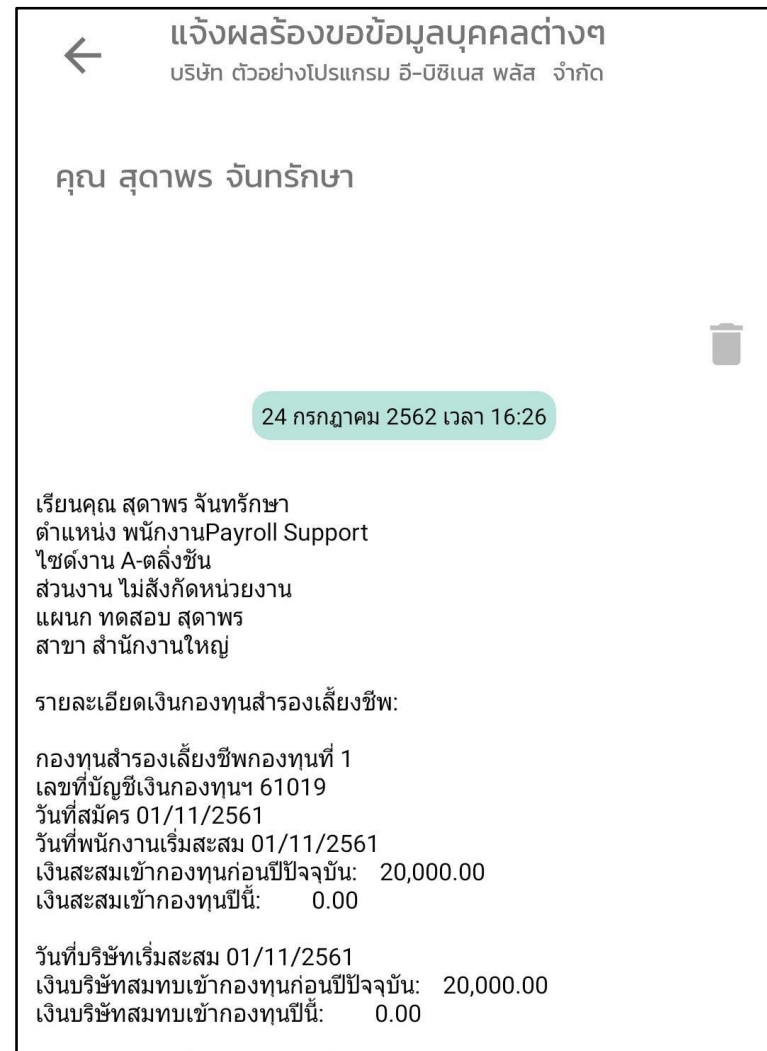 แจ้งผลร้องขอข้อมูลบุคคลต่างๆ
บริษัท ตัวอย่างโปรแกรม อี-บิซิเนส พลัส จำกัด
คุณ สุดาพร จันทรักษา
24 กรกฎาคม 2562 เวลา 16:26
เรียนคุณ สุดาพร จันทรักษา
ตำแหน่ง พนักงานPayroll Support
ไซด์งาน A-ตลิ่งชัน
ส่วนงาน ไม่สังกัดหน่วยงาน
แผนก ทดสอบ สุดาพร
สาขา สำนักงานใหญ่
รายละเอียดเงินกองทุนสำรองเลี้ยงชีพ:
กองทุนสำรองเลี้ยงชีพกองทุนที่ 1
เลขที่บัญชีเงินกองทุนฯ 61019
วันที่สมัคร 01/11/2561
วันที่พนักงานเริ่มสะสม 01/11/2561
เงินสะสมเข้ากองทุนก่อนปีปัจจุบัน: 20,000.00
เงินสะสมเข้ากองทุนปีนี้: 0.00
วันที่บริษัทเริ่มสะสม 01/11/2561
เงินบริษัทสมทบเข้ากองทุนก่อนปีปัจจุบัน: 20,000.00
เงินบริษัทสมทบเข้ากองทุนปีนี้: 0.00